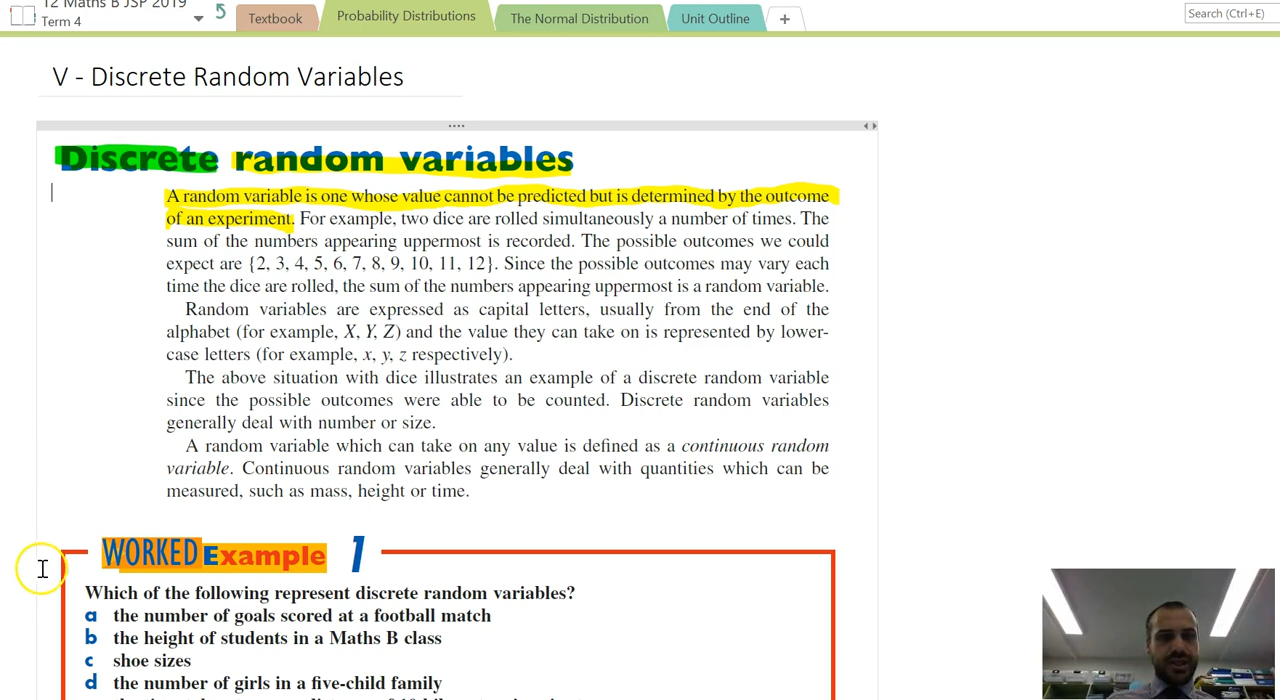 12 Maths B JSP 2019
Term 4
Textbook
Probability Distributions
The Normal Distribution
Unit Outline
+
Search (Ctrl+E)
V - Discrete Random Variables
Discrete random variables
A random variable is one whose value cannot be predicted but is determined by the outcome
of an experiment. For example, two dice are rolled simultaneously a number of times. The
sum of the numbers appearing uppermost is recorded. The possible outcomes we could
expect are {2, 3, 4, 5, 6, 7, 8, 9, 10, 11, 12}. Since the possible outcomes may vary each
time the dice are rolled, the sum of the numbers appearing uppermost is a random variable.
Random variables are expressed as capital letters, usually from the end of the
alphabet (for example, X, Y, Z) and the value they can take on is represented by lower-
case letters (for example, x, y, z respectively).
The above situation with dice illustrates an example of a discrete random variable
since the possible outcomes were able to be counted. Discrete random variables
generally deal with number or size.
A random variable which can take on any value is defined as a continuous random
variable. Continuous random variables generally deal with quantities which can be
measured, such as mass, height or time.
WORKED Example 1
Which of the following represent discrete random variables?
a the number of goals scored at a football match
b the height of students in a Maths B class
c shoe sizes
d the number of girls in a five-child family